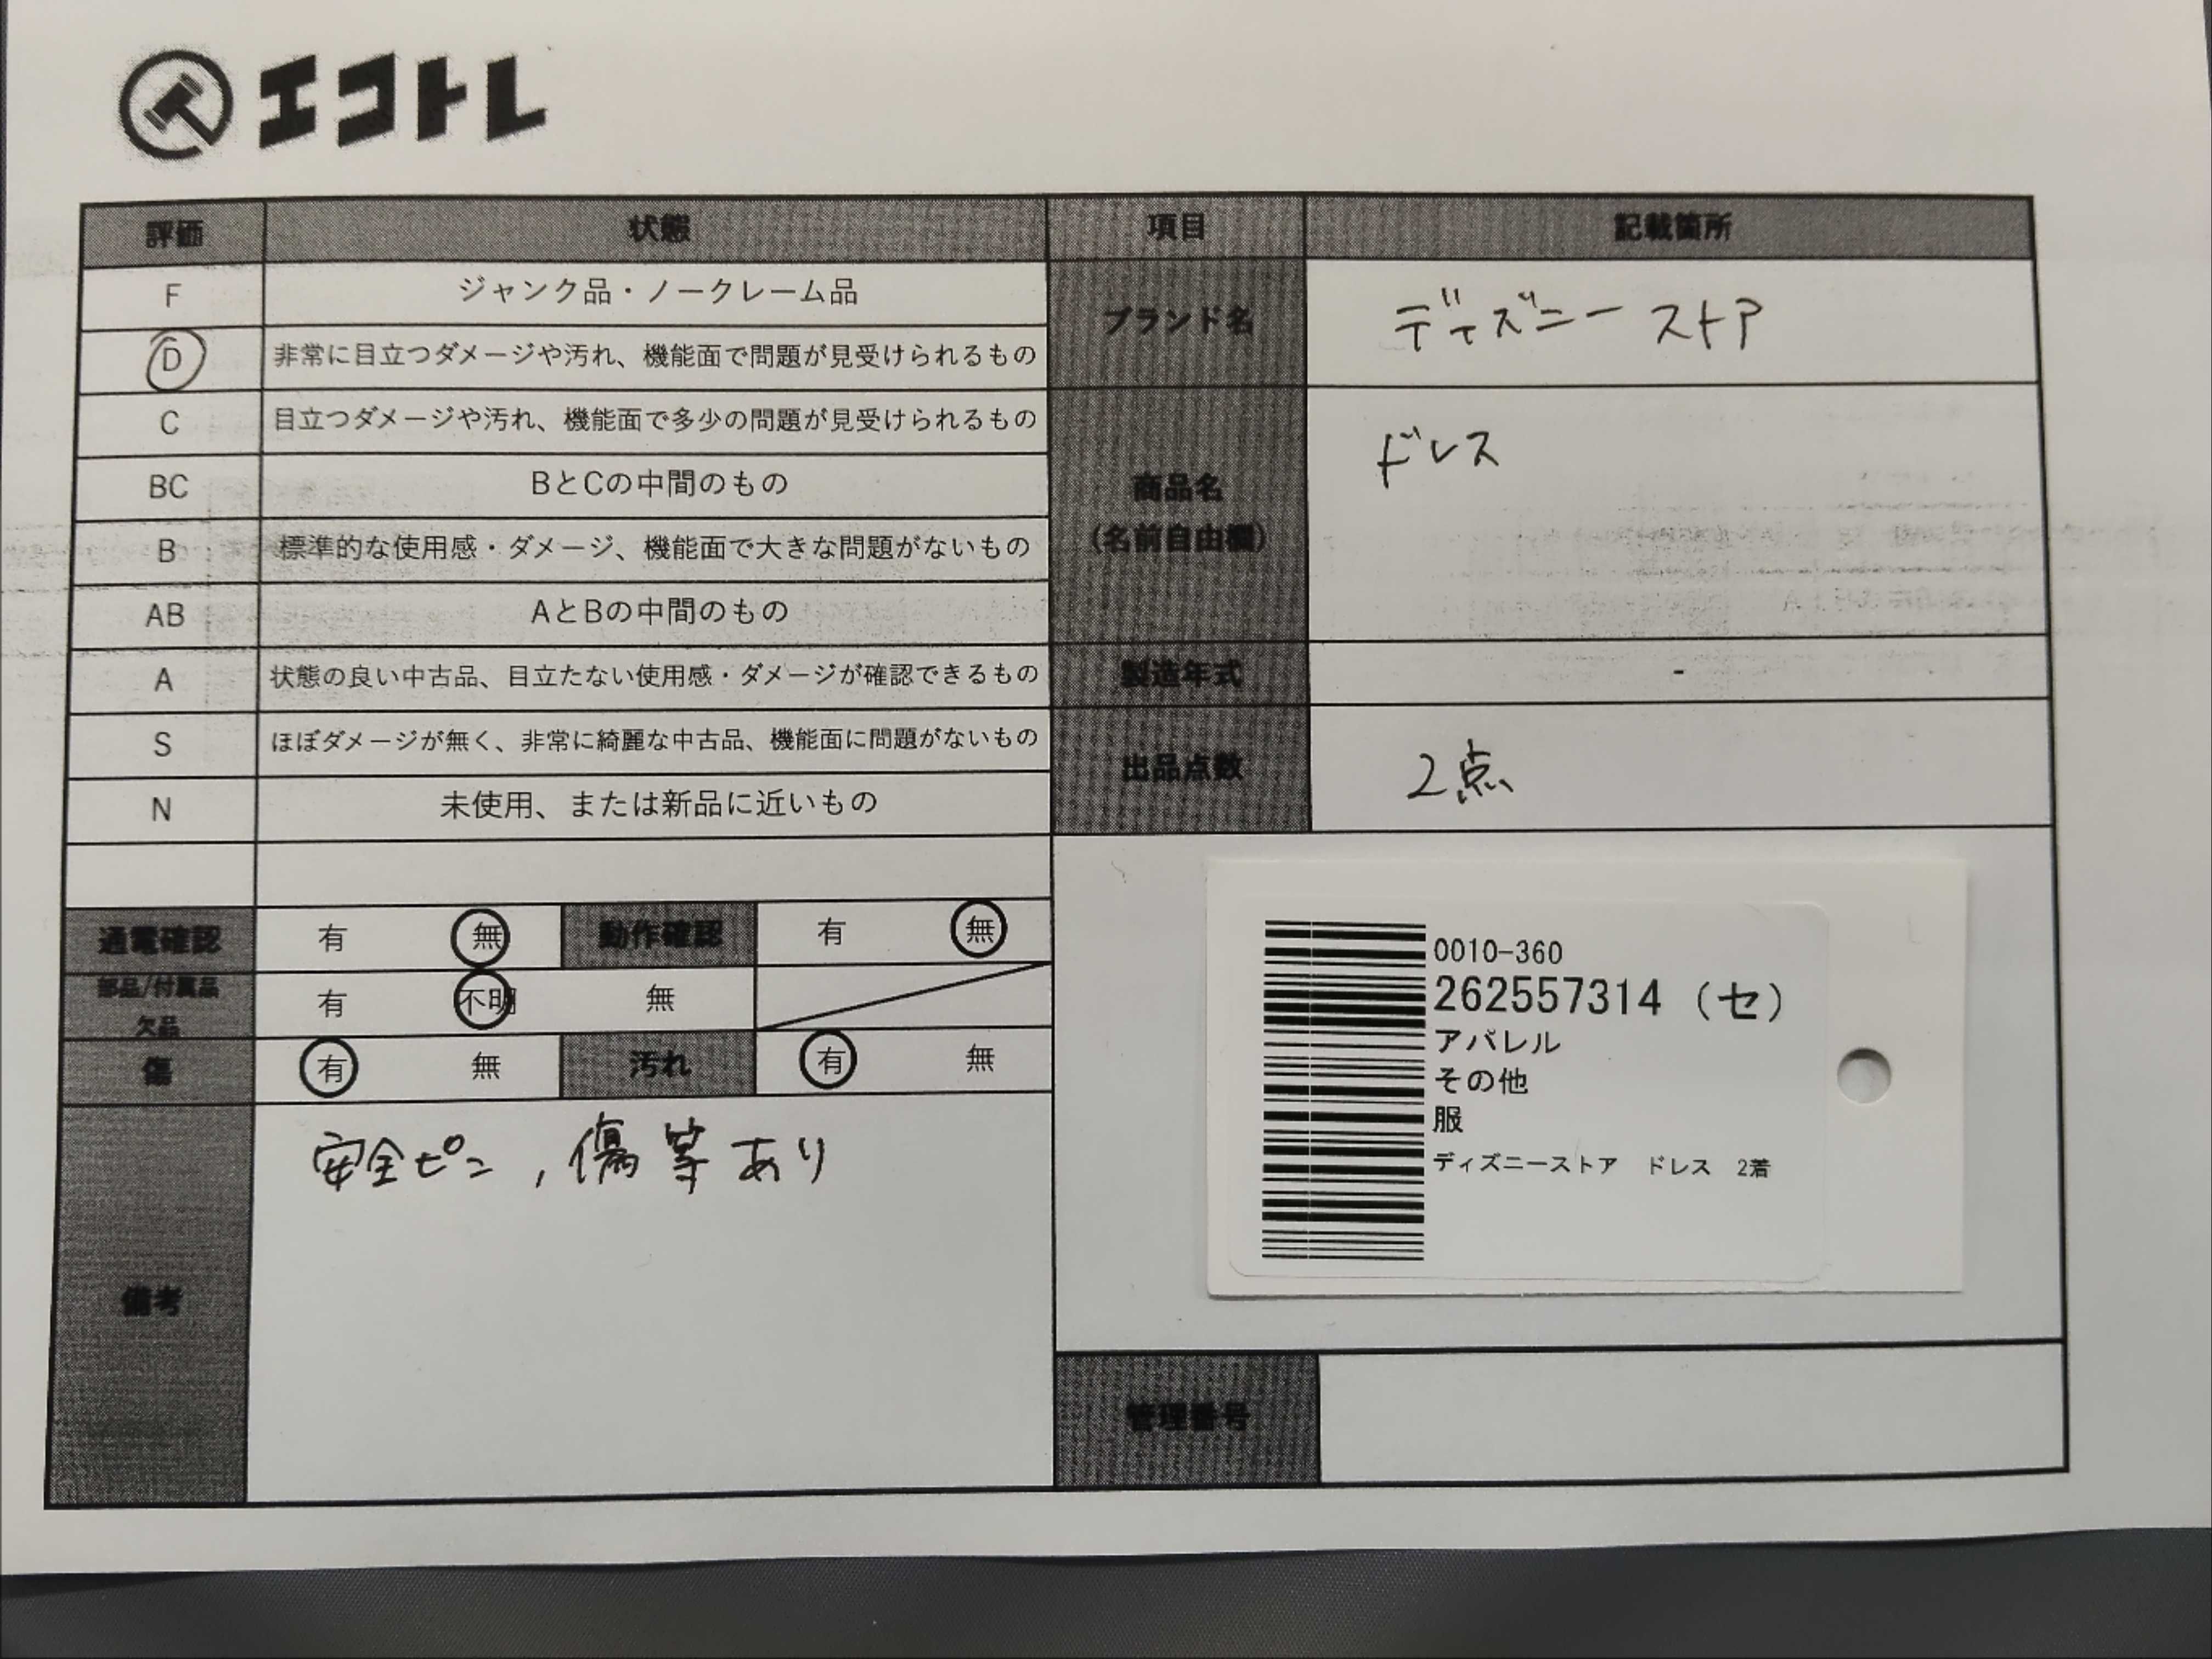 エコトレ
評価 状態 項目 記載箇所
F ジャンク品・ノークレーム品
D 非常に目立つダメージや汚れ、機能面で問題が見受けられるもの
C 目立つダメージや汚れ、機能面で多少の問題が見受けられるもの
BC BとCの中間のもの
B 標準的な使用感・ダメージ、機能面で大きな問題がないもの
AB AとBの中間のもの
A 状態の良い中古品、目立たない使用感・ダメージが確認できるもの
S ほぼダメージが無く、非常に綺麗な中古品、機能面に問題がないもの
N 未使用、または新品に近いもの
ブランド名 ディズニーストア
商品名
(名前自由欄)
ドレス
製造年式 -
出品点数 2点
通電確認 有 無 動作確認 有 無
部品/付属品
欠品
有 不明 無
傷 有 無 汚れ 有 無
備考
安全ピン, 傷等あり
0010-360
262557314 (セ)
アパレル
その他
服
ディズニーストア ドレス 2着
管理番号